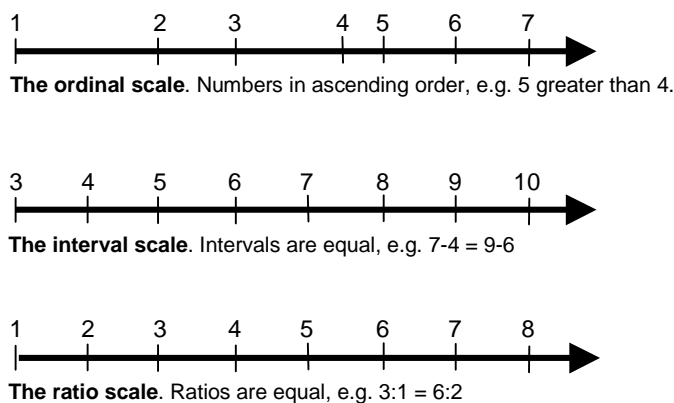 1 2 3 4 5 6 7
The ordinal scale. Numbers in ascending order, e.g. 5 greater than 4.
3 4 5 6 7 8 9 10
The interval scale. Intervals are equal, e.g. 7-4 = 9-6
1 2 3 4 5 6 7 8
The ratio scale. Ratios are equal, e.g. 3:1 = 6:2